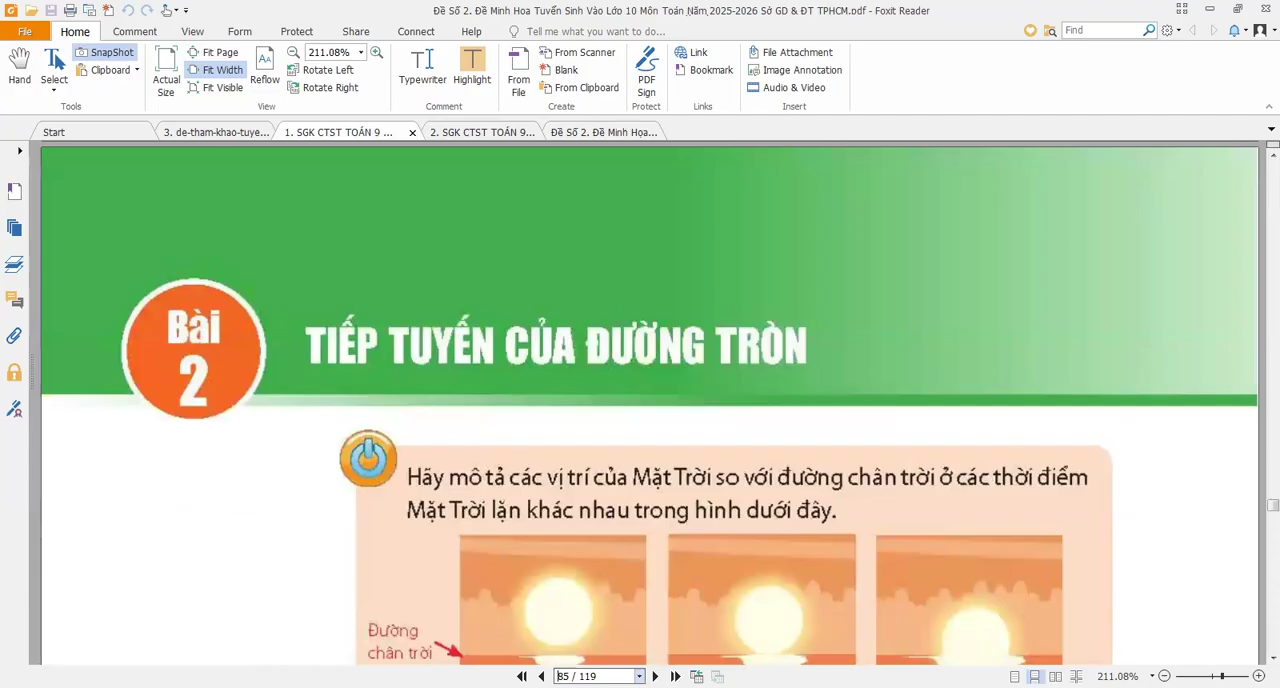 Đề Số 2. Đề Minh Họa Tuyển Sinh Vào Lớp 10 Môn Toán Năm 2025-2026 Sở GD & ĐT TPHCM.pdf - Foxit Reader
File Home Comment View Form Protect Share Connect Help Tell me what you want to do... Find
SnapShot Fit Page 211.08% From Scanner Link File Attachment
Clipboard Fit Width Rotate Left Blank Bookmark Image Annotation
Fit Visible Rotate Right From Clipboard Audio & Video
Hand Select Actual Size Reflow Typewriter Highlight From File PDF Sign
Tools View Comment Create Protect Links Insert
Start 3. de-tham-khao-tuye... 1. SGK CTST TOÁN 9 ... 2. SGK CTST TOÁN 9... Đề Số 2. Đề Minh Họa...
Bài
2
TIẾP TUYẾN CỦA ĐƯỜNG TRÒN
Hãy mô tả các vị trí của Mặt Trời so với đường chân trời ở các thời điểm
Mặt Trời lặn khác nhau trong hình dưới đây.
Đường
chân trời
85 / 119
211.08%